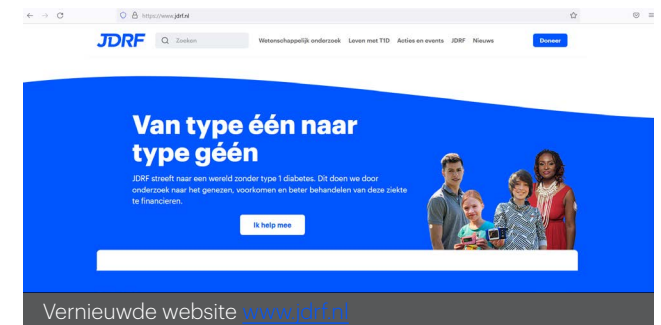 https://www.jdrf.nl
JDRF Zoeken Wetenschappelijk onderzoek Leven met T1D Acties en events JDRF Nieuws Doneer
Van type één naar
type géén
JDRF streeft naar een wereld zonder type 1 diabetes. Dit doen we door
onderzoek naar het genezen, voorkomen en beter behandelen van deze ziekte
te financieren.
Ik help mee
Vernieuwde website www.jdrf.nl